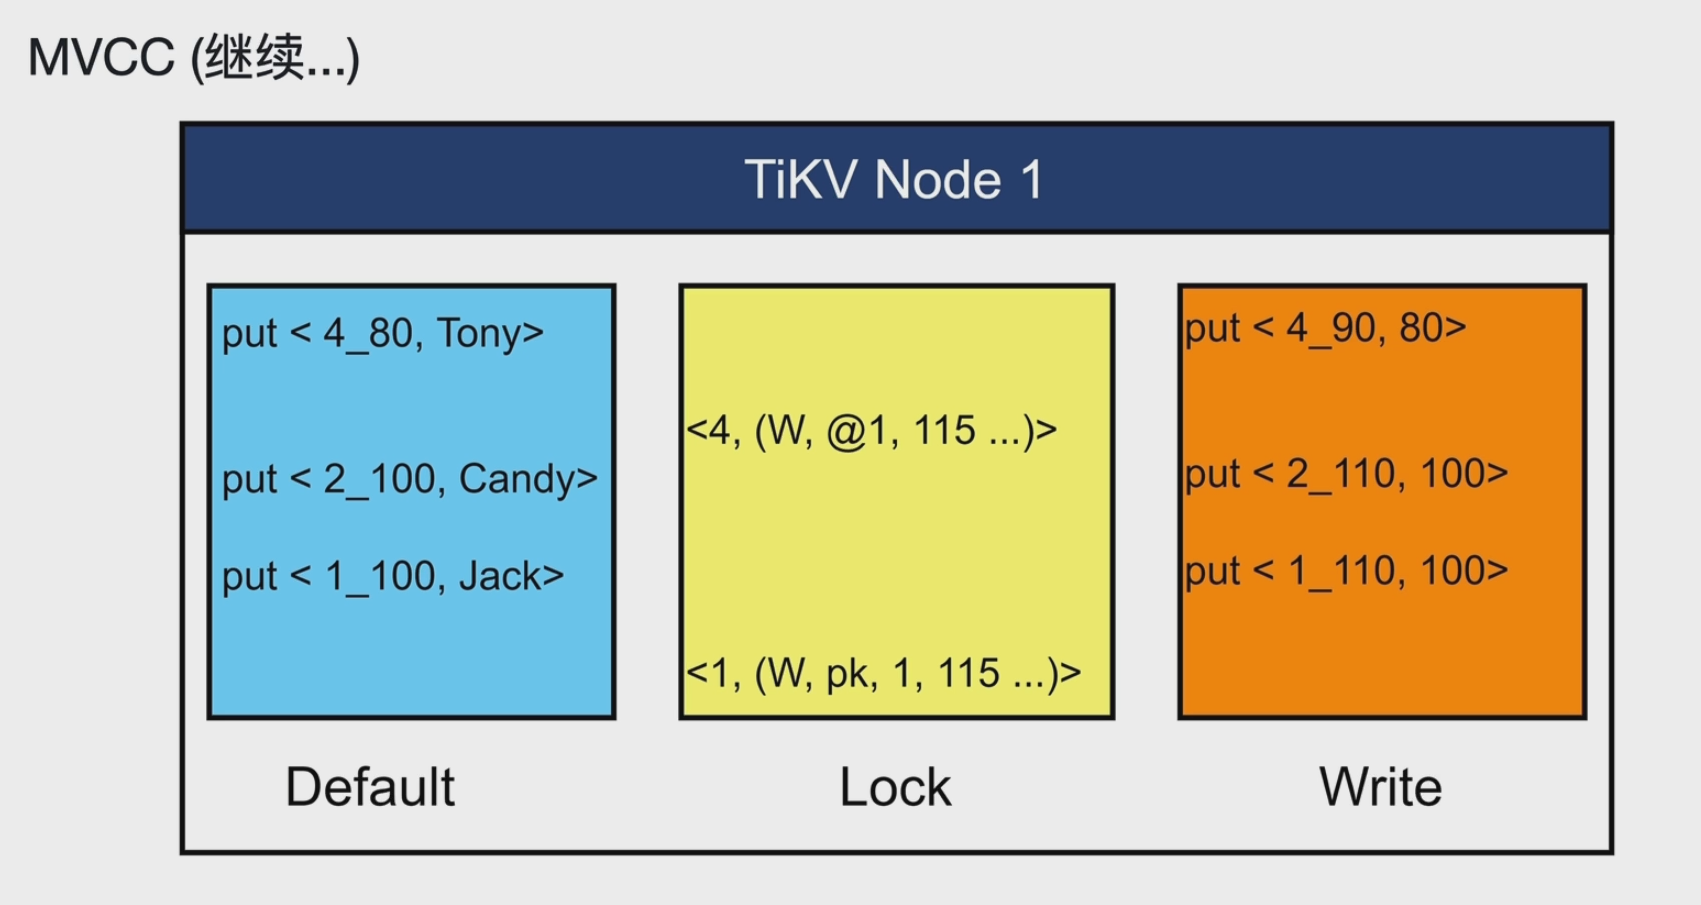 MVCC (继续...)
TiKV Node 1
put < 4_80, Tony>
put < 2_100, Candy>
put < 1_100, Jack>
Default
<4, (W, @1, 115 ...)>
<1, (W, pk, 1, 115 ...)>
Lock
put < 4_90, 80>
put < 2_110, 100>
put < 1_110, 100>
Write